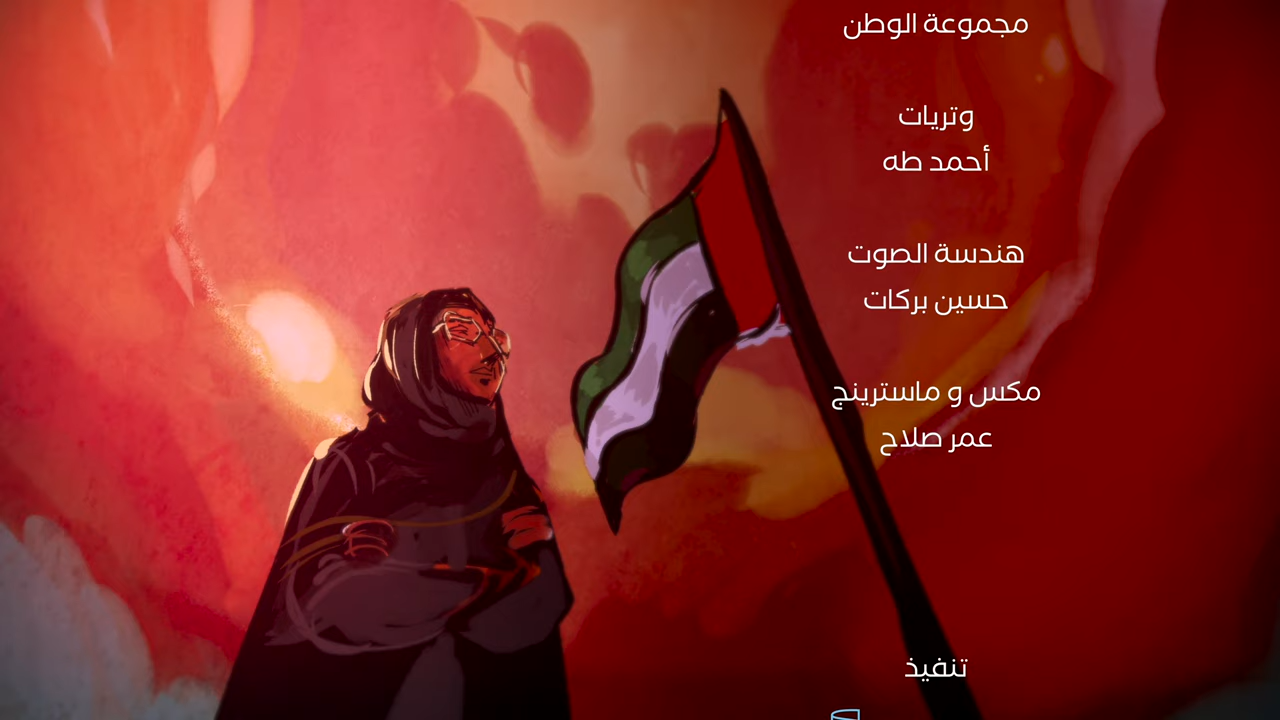 مجموعة الوطن
وتريات
أحمد طه
هندسة الصوت
حسين بركات
مكس و ماسترينج
عمر صلاح
تنفيذ